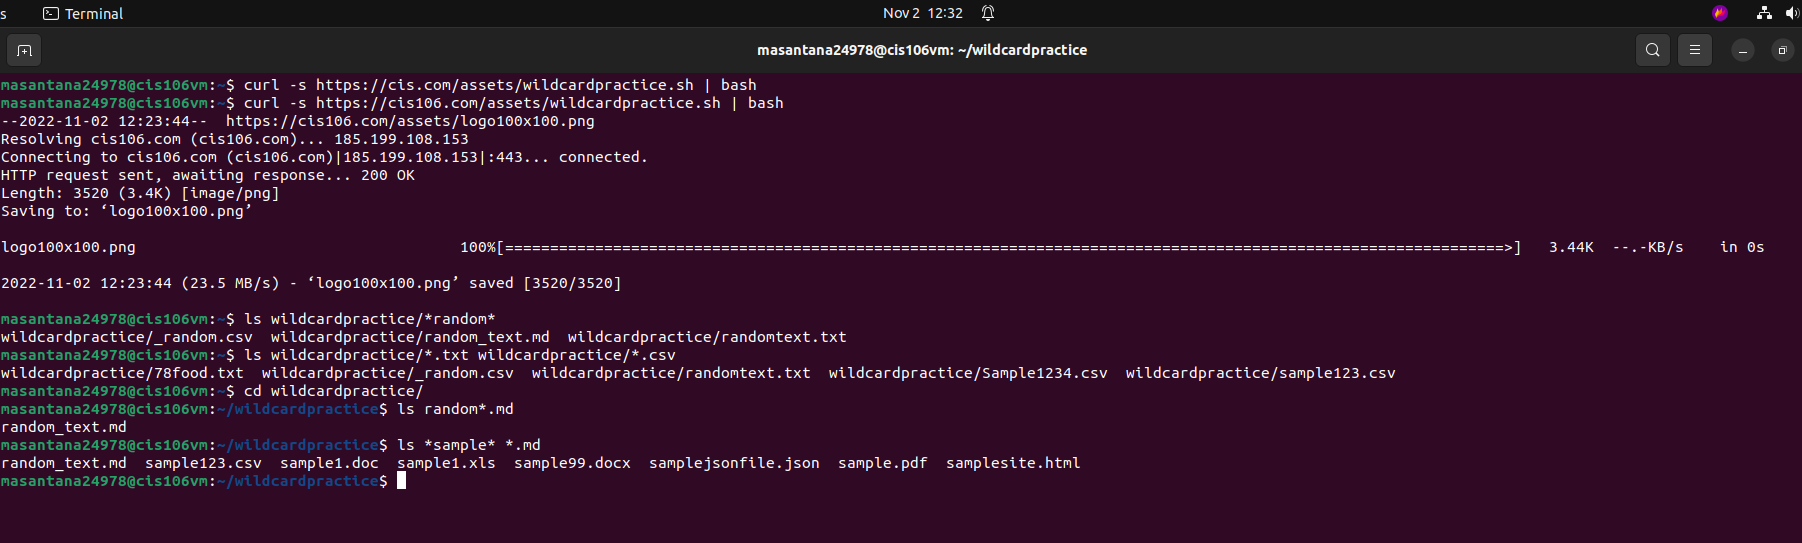 s Terminal Nov 2 12:32
masantana24978@cis106vm: ~/wildcardpractice
masantana24978@cis106vm:~$ curl -s https://cis.com/assets/wildcardpractice.sh | bash
masantana24978@cis106vm:~$ curl -s https://cis106.com/assets/wildcardpractice.sh | bash
--2022-11-02 12:23:44--  https://cis106.com/assets/logo100x100.png
Resolving cis106.com (cis106.com)... 185.199.108.153
Connecting to cis106.com (cis106.com)|185.199.108.153|:443... connected.
HTTP request sent, awaiting response... 200 OK
Length: 3520 (3.4K) [image/png]
Saving to: ‘logo100x100.png’
logo100x100.png 100%[===============================================================================================================>] 3.44K --.-KB/s in 0s
2022-11-02 12:23:44 (23.5 MB/s) - ‘logo100x100.png’ saved [3520/3520]
masantana24978@cis106vm:~$ ls wildcardpractice/*random*
wildcardpractice/_random.csv  wildcardpractice/random_text.md  wildcardpractice/randomtext.txt
masantana24978@cis106vm:~$ ls wildcardpractice/*.txt wildcardpractice/*.csv
wildcardpractice/78food.txt  wildcardpractice/_random.csv  wildcardpractice/randomtext.txt  wildcardpractice/Sample1234.csv  wildcardpractice/sample123.csv
masantana24978@cis106vm:~$ cd wildcardpractice/
masantana24978@cis106vm:~/wildcardpractice$ ls random*.md
random_text.md
masantana24978@cis106vm:~/wildcardpractice$ ls *sample* *.md
random_text.md  sample123.csv  sample1.doc  sample1.xls  sample99.docx  samplejsonfile.json  sample.pdf  samplesite.html
masantana24978@cis106vm:~/wildcardpractice$